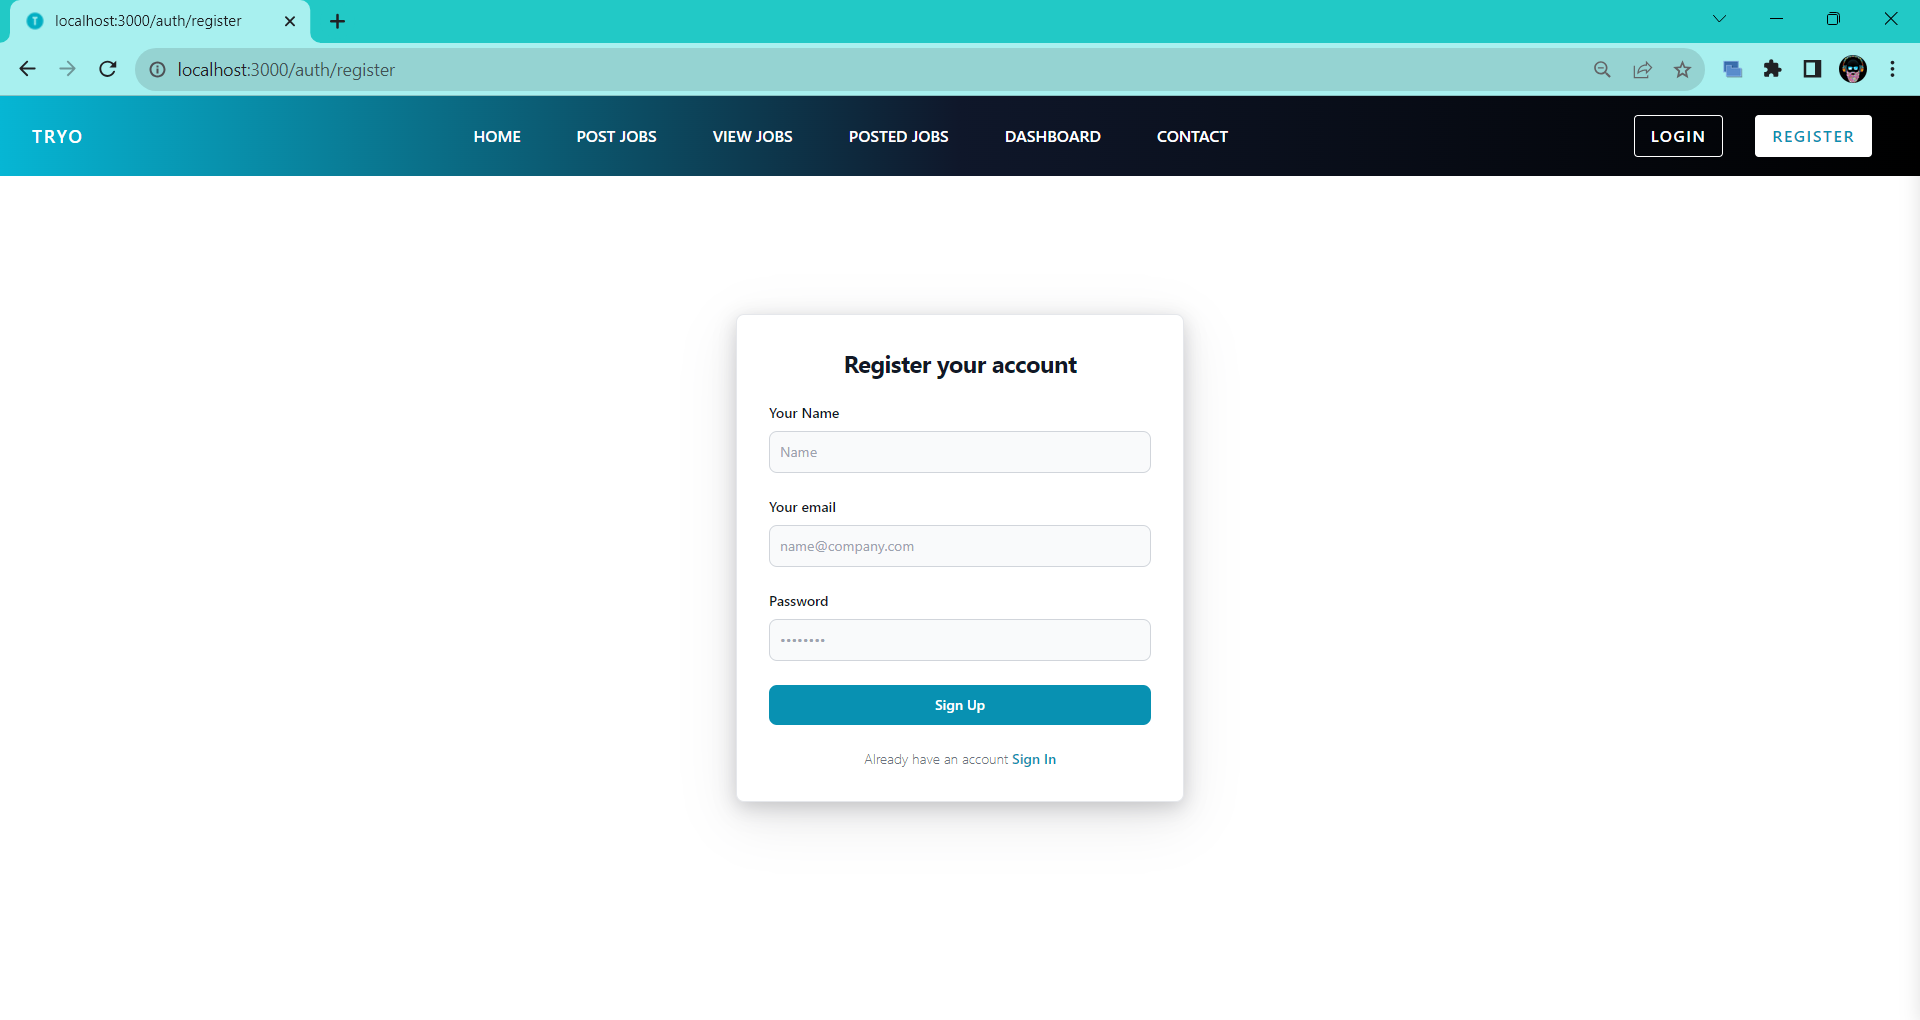 localhost:3000/auth/register
localhost:3000/auth/register
TRYO HOME POST JOBS VIEW JOBS POSTED JOBS DASHBOARD CONTACT LOGIN REGISTER
Register your account
Your Name
Name
Your email
name@company.com
Password
••••••••
Sign Up
Already have an account Sign In